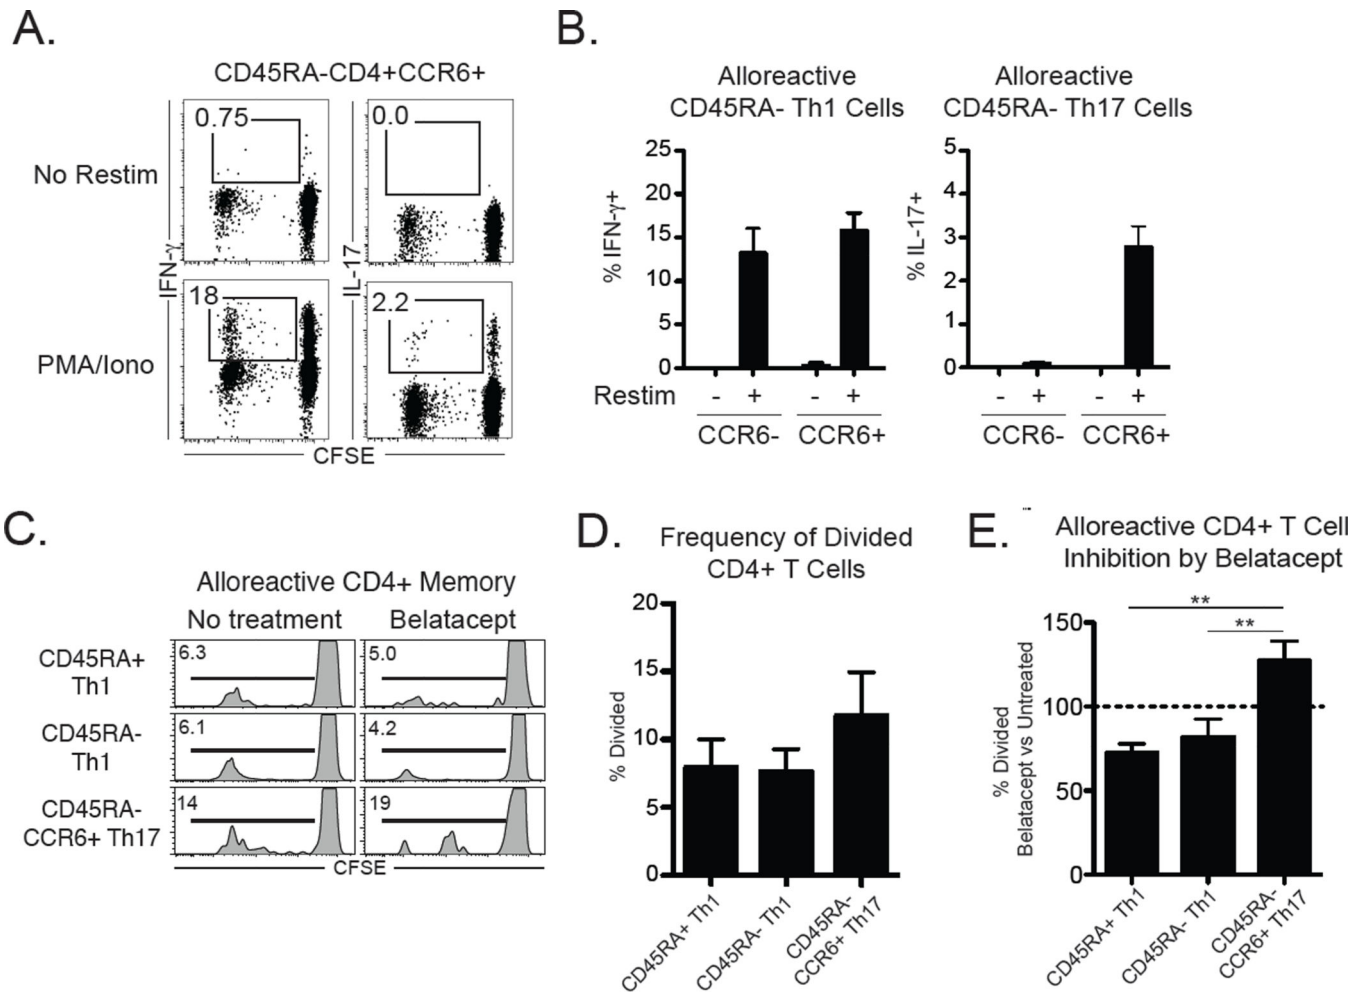 A.
CD45RA-CD4+CCR6+
No Restim
PMA/Iono
IFN-γ
IL-17
0.75
0.0
18
2.2
CFSE
B.
Alloreactive
CD45RA- Th1 Cells
% IFN-γ+
25
20
15
10
5
0
Restim
- + - +
CCR6- CCR6+
Alloreactive
CD45RA- Th17 Cells
% IL-17+
5
4
3
2
1
0
- + - +
CCR6- CCR6+
C.
Alloreactive CD4+ Memory
No treatment Belatacept
CD45RA+
Th1
6.3
5.0
CD45RA-
Th1
6.1
4.2
CD45RA-
CCR6+ Th17
14
19
CFSE
D.
Frequency of Divided
CD4+ T Cells
% Divided
20
15
10
5
0
CD45RA+ Th1
CD45RA- Th1
CD45RA-
CCR6+ Th17
E.
Alloreactive CD4+ T Cell
Inhibition by Belatacept
% Divided
Belatacept vs Untreated
150
100
50
0
**
**
CD45RA+ Th1
CD45RA- Th1
CD45RA-
CCR6+ Th17